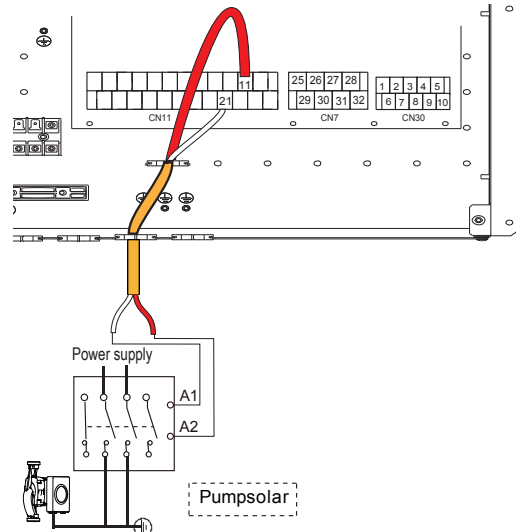 11
25 26 27 28
1 2 3 4 5
21
29 30 31 32
6 7 8 9 10
CN11
CN7
CN30
Power supply
A1
A2
Pumpsolar